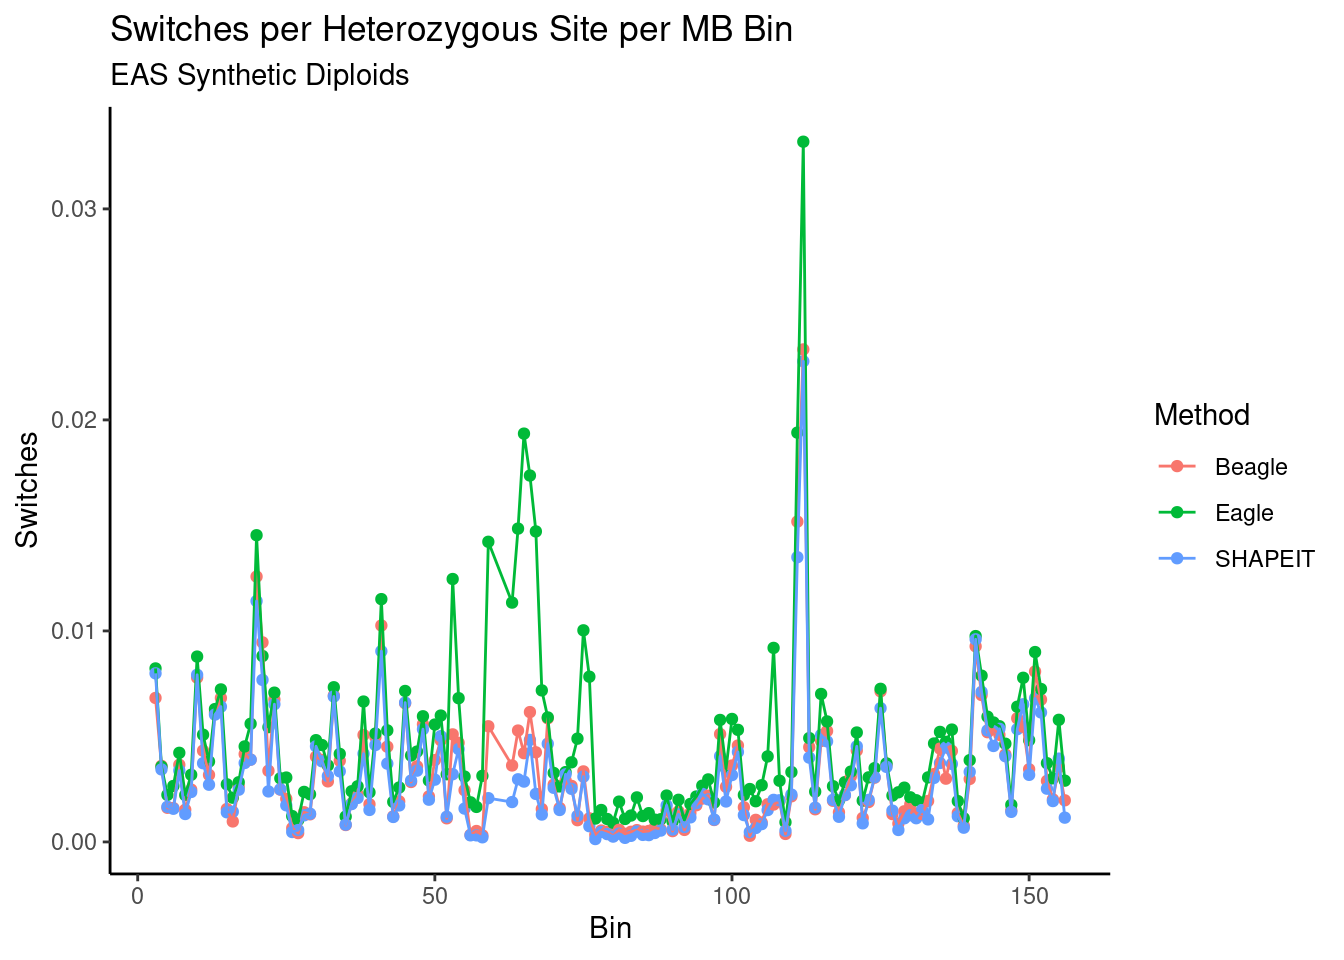 Switches per Heterozygous Site per MB Bin
EAS Synthetic Diploids
Switches
0.03
0.02
0.01
0.00
0
50
100
150
Bin
Method
Beagle
Eagle
SHAPEIT